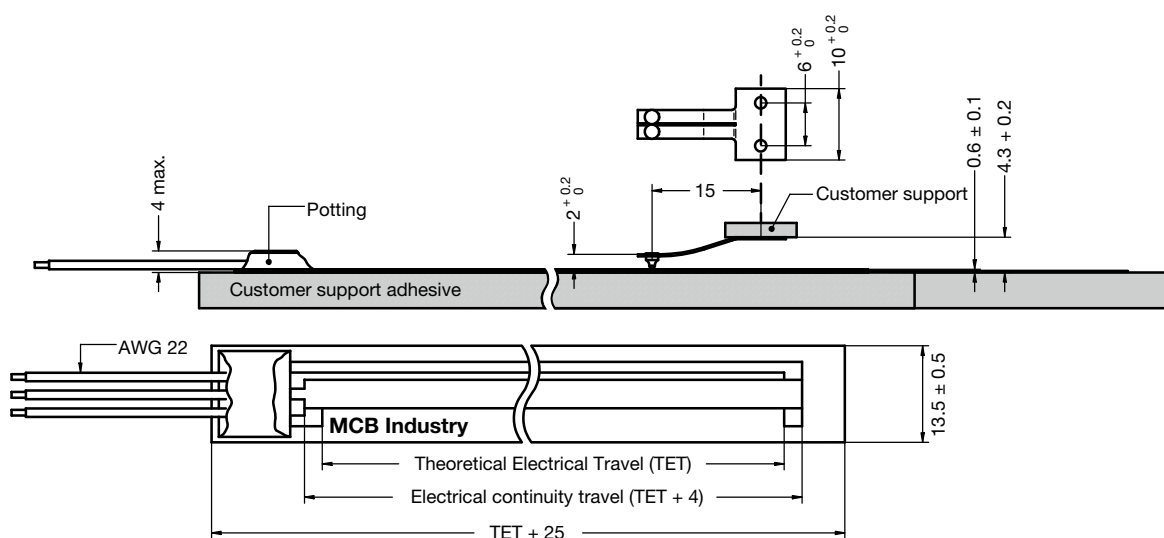 6 +0.2 0
10 +0.2 0
0.6 ± 0.1
4.3 + 0.2
4 max.
Potting
2 +0.2 0
15
Customer support
Customer support adhesive
AWG 22
MCB Industry
13.5 ± 0.5
Theoretical Electrical Travel (TET)
Electrical continuity travel (TET + 4)
TET + 25